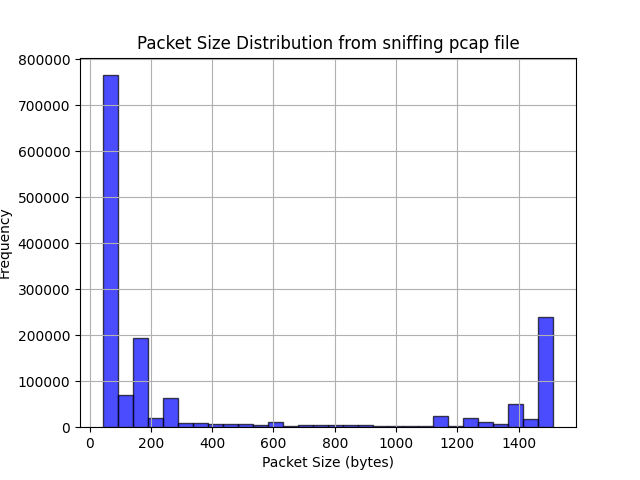 Packet Size Distribution from sniffing pcap file
800000
700000
600000
500000
400000
300000
200000
100000
0
Frequency
0 200 400 600 800 1000 1200 1400
Packet Size (bytes)